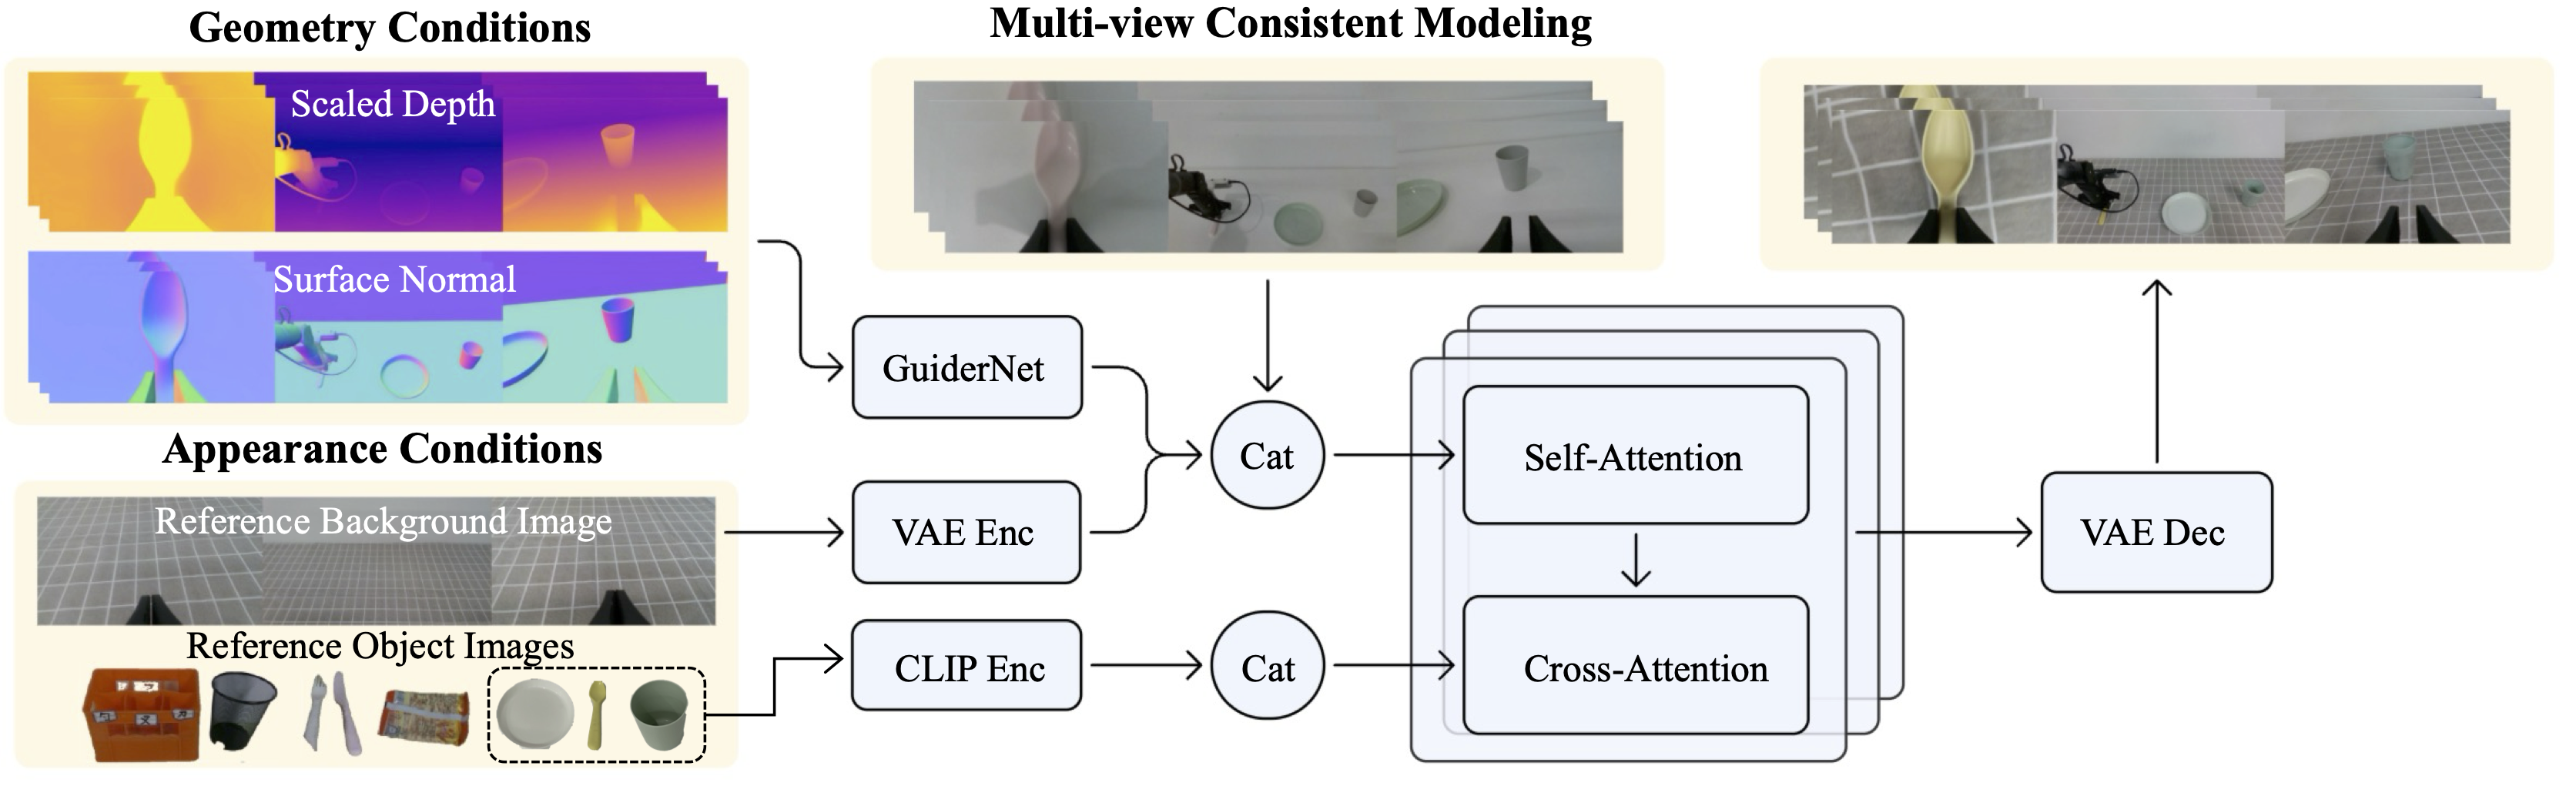 Geometry Conditions
Scaled Depth
Surface Normal
Appearance Conditions
Reference Background Image
Reference Object Images
Multi-view Consistent Modeling
GuiderNet
VAE Enc
CLIP Enc
Cat
Cat
Self-Attention
Cross-Attention
VAE Dec